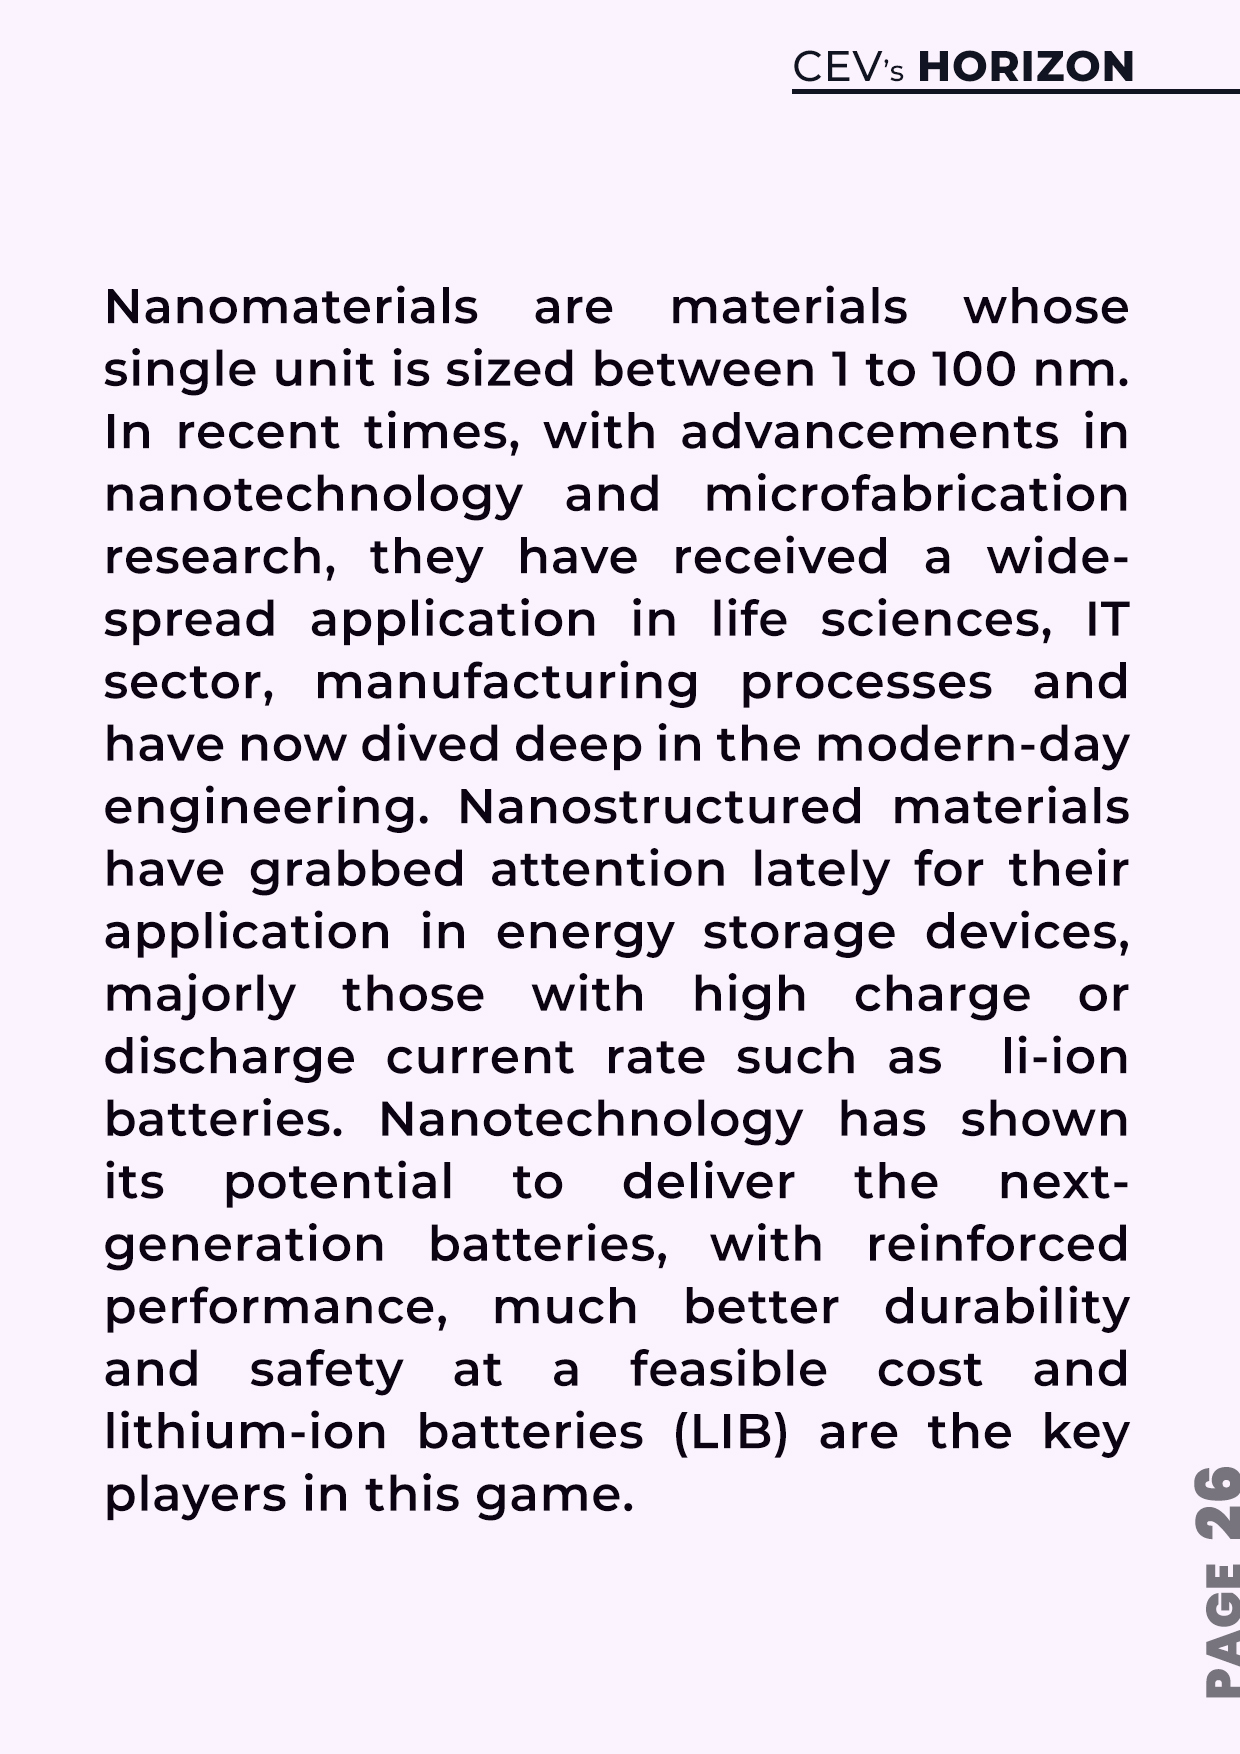 CEV's HORIZON
Nanomaterials are materials whose
single unit is sized between 1 to 100 nm.
In recent times, with advancements in
nanotechnology and microfabrication
research, they have received a wide-
spread application in life sciences, IT
sector, manufacturing processes and
have now dived deep in the modern-day
engineering. Nanostructured materials
have grabbed attention lately for their
application in energy storage devices,
majorly those with high charge or
discharge current rate such as li-ion
batteries. Nanotechnology has shown
its potential to deliver the next-
generation batteries, with reinforced
performance, much better durability
and safety at a feasible cost and
lithium-ion batteries (LIB) are the key
players in this game.
PAGE 26